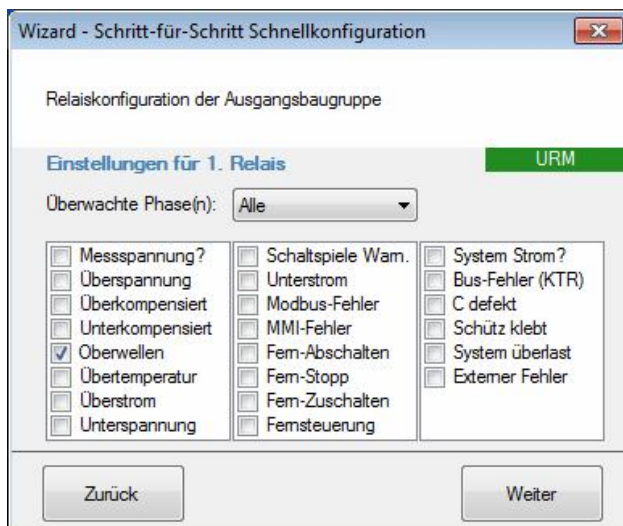 Wizard - Schritt-für-Schritt Schnellkonfiguration
Relaiskonfiguration der Ausgangsbaugruppe
Einstellungen für 1. Relais
URM
Überwachte Phase(n):
Alle
Messspannung?
Überspannung
Überkompensiert
Unterkompensiert
Oberwellen
Übertemperatur
Überstrom
Unterspannung
Schaltspiele Warn.
Unterstrom
Modbus-Fehler
MMI-Fehler
Fern-Abschalten
Fern-Stopp
Fern-Zuschalten
Fernsteuerung
System Strom?
Bus-Fehler (KTR)
C defekt
Schütz klebt
System überlast
Externer Fehler
Zurück
Weiter